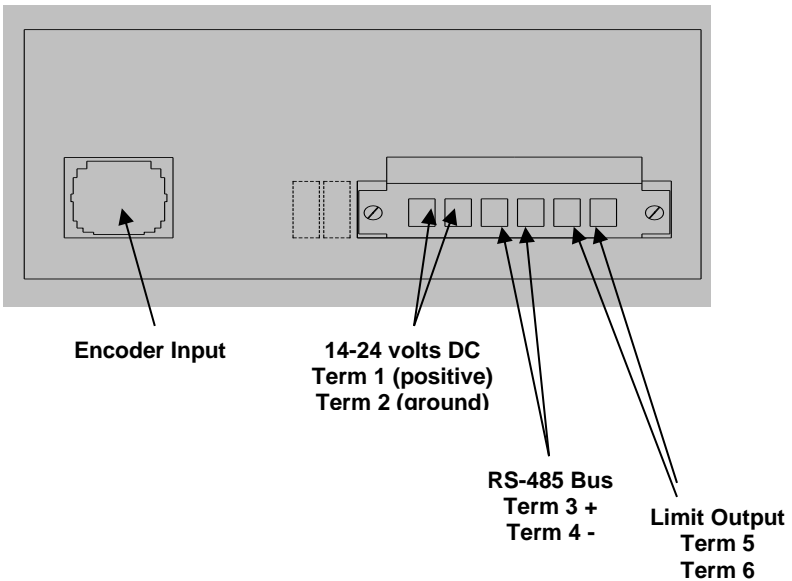 Encoder Input
14-24 volts DC
Term 1 (positive)
Term 2 (ground)
RS-485 Bus
Term 3 +
Term 4 -
Limit Output
Term 5
Term 6